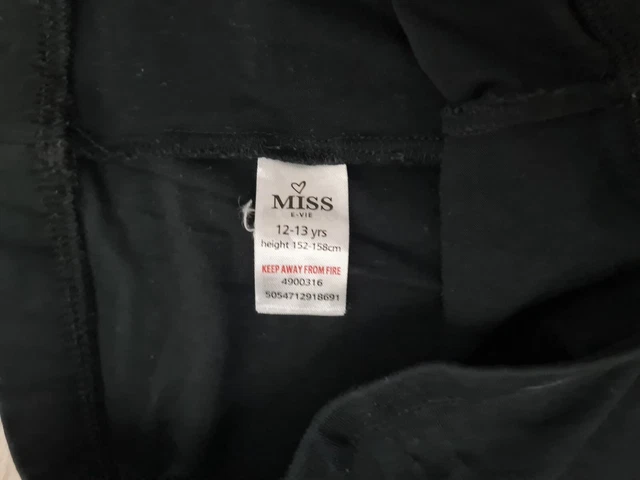 MISS
E-VIE
12-13 yrs
height 152-158cm
KEEP AWAY FROM FIRE
4900316
5054712918691